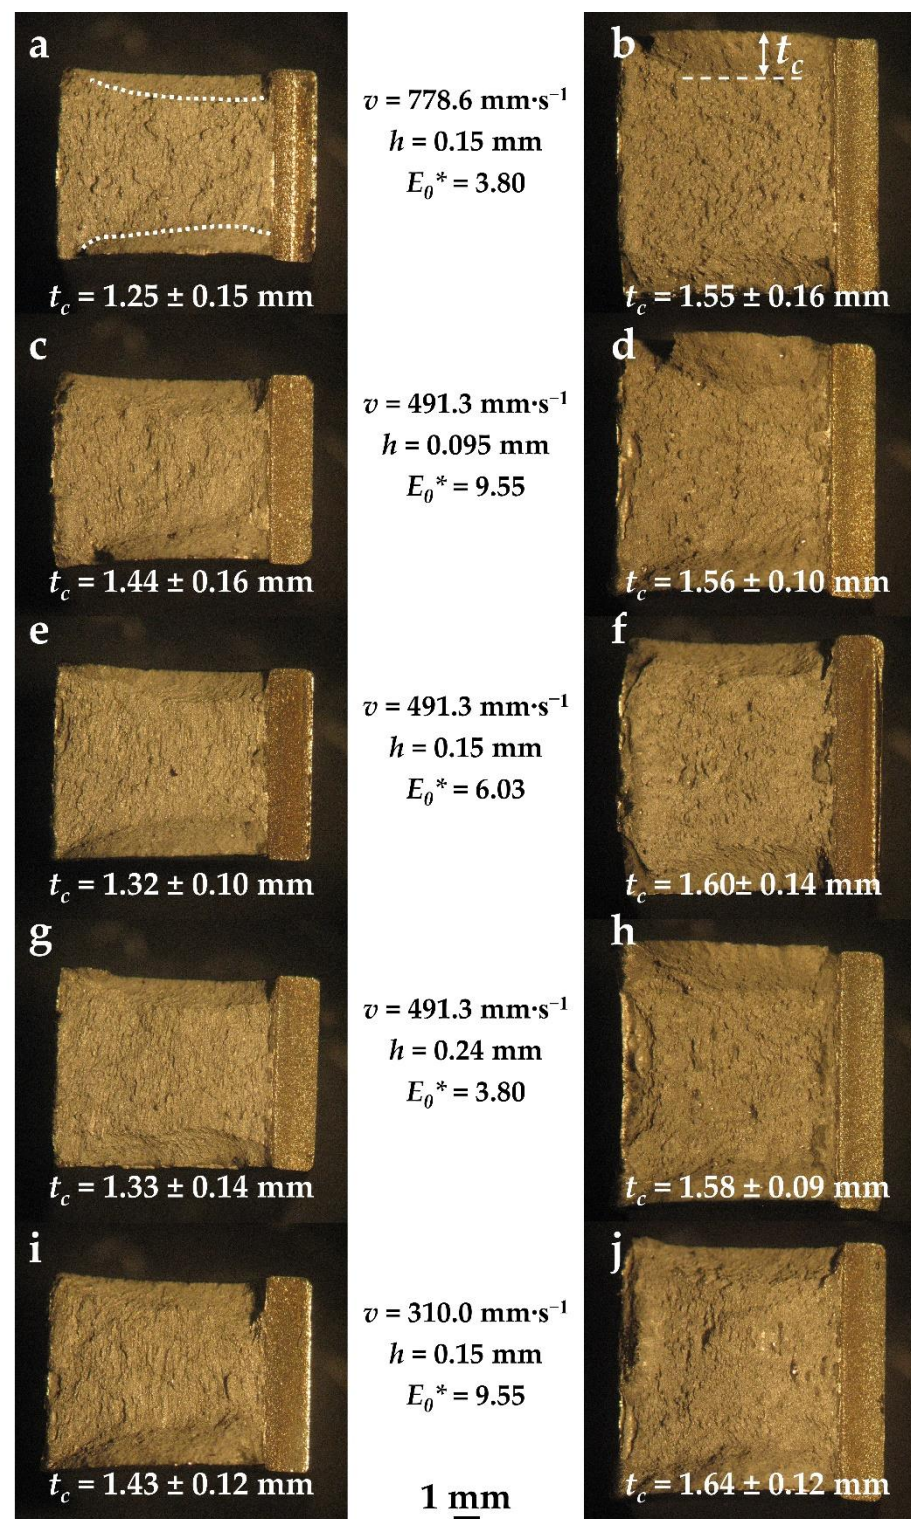 a
b
t_c
v = 778.6 mm·s⁻¹
h = 0.15 mm
E₀* = 3.80
t_c = 1.25 ± 0.15 mm
t_c = 1.55 ± 0.16 mm
c
d
v = 491.3 mm·s⁻¹
h = 0.095 mm
E₀* = 9.55
t_c = 1.44 ± 0.16 mm
t_c = 1.56 ± 0.10 mm
e
f
v = 491.3 mm·s⁻¹
h = 0.15 mm
E₀* = 6.03
t_c = 1.32 ± 0.10 mm
t_c = 1.60± 0.14 mm
g
h
v = 491.3 mm·s⁻¹
h = 0.24 mm
E₀* = 3.80
t_c = 1.33 ± 0.14 mm
t_c = 1.58 ± 0.09 mm
i
j
v = 310.0 mm·s⁻¹
h = 0.15 mm
E₀* = 9.55
t_c = 1.43 ± 0.12 mm
t_c = 1.64 ± 0.12 mm
1 mm